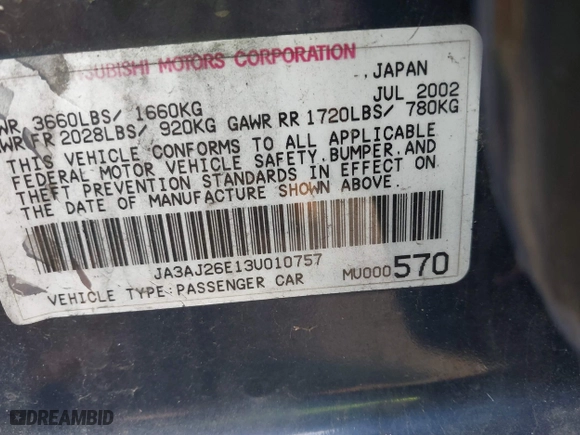 MITSUBISHI MOTORS CORPORATION
, JAPAN
JUL 2002
3660LBS/ 1660KG
FR 2028LBS/ 920KG GAWR RR 1720LBS/ 780KG
THIS VEHICLE CONFORMS TO ALL APPLICABLE
FEDERAL MOTOR VEHICLE SAFETY, BUMPER, AND
THEFT PREVENTION STANDARDS IN EFFECT ON
THE DATE OF MANUFACTURE SHOWN ABOVE.
JA3AJ26E13U010757
MU000570
VEHICLE TYPE: PASSENGER CAR
DREAMBID